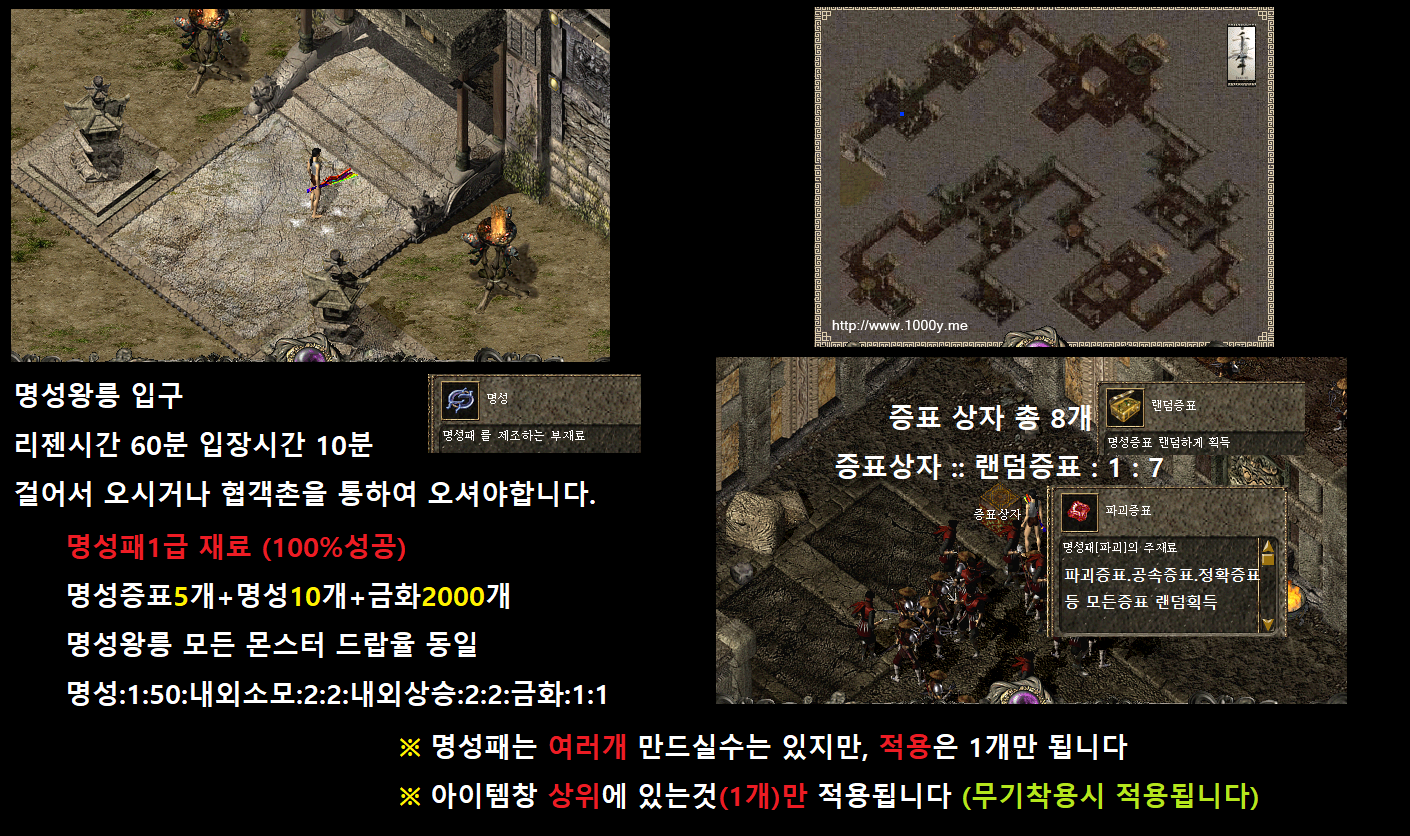 http://www.1000y.me
명성왕릉 입구
리젠시간 60분 입장시간 10분
걸어서 오시거나 협객촌을 통하여 오셔야합니다.
명성
명성패 를 제조하는 부재료
명성패1급 재료 (100%성공)
명성증표5개+명성10개+금화2000개
명성왕릉 모든 몬스터 드랍율 동일
명성:1:50:내외소모:2:2:내외상승:2:2:금화:1:1
증표 상자 총 8개
증표상자 :: 랜덤증표 : 1 : 7
랜덤증표
명성증표 랜덤하게 획득
증표상자
파괴증표
명성패[파괴]의 주재료
파괴증표.공속증표.정확증표
등 모든증표 랜덤획득
※ 명성패는 여러개 만드실수는 있지만, 적용은 1개만 됩니다
※ 아이템창 상위에 있는것(1개)만 적용됩니다 (무기착용시 적용됩니다)